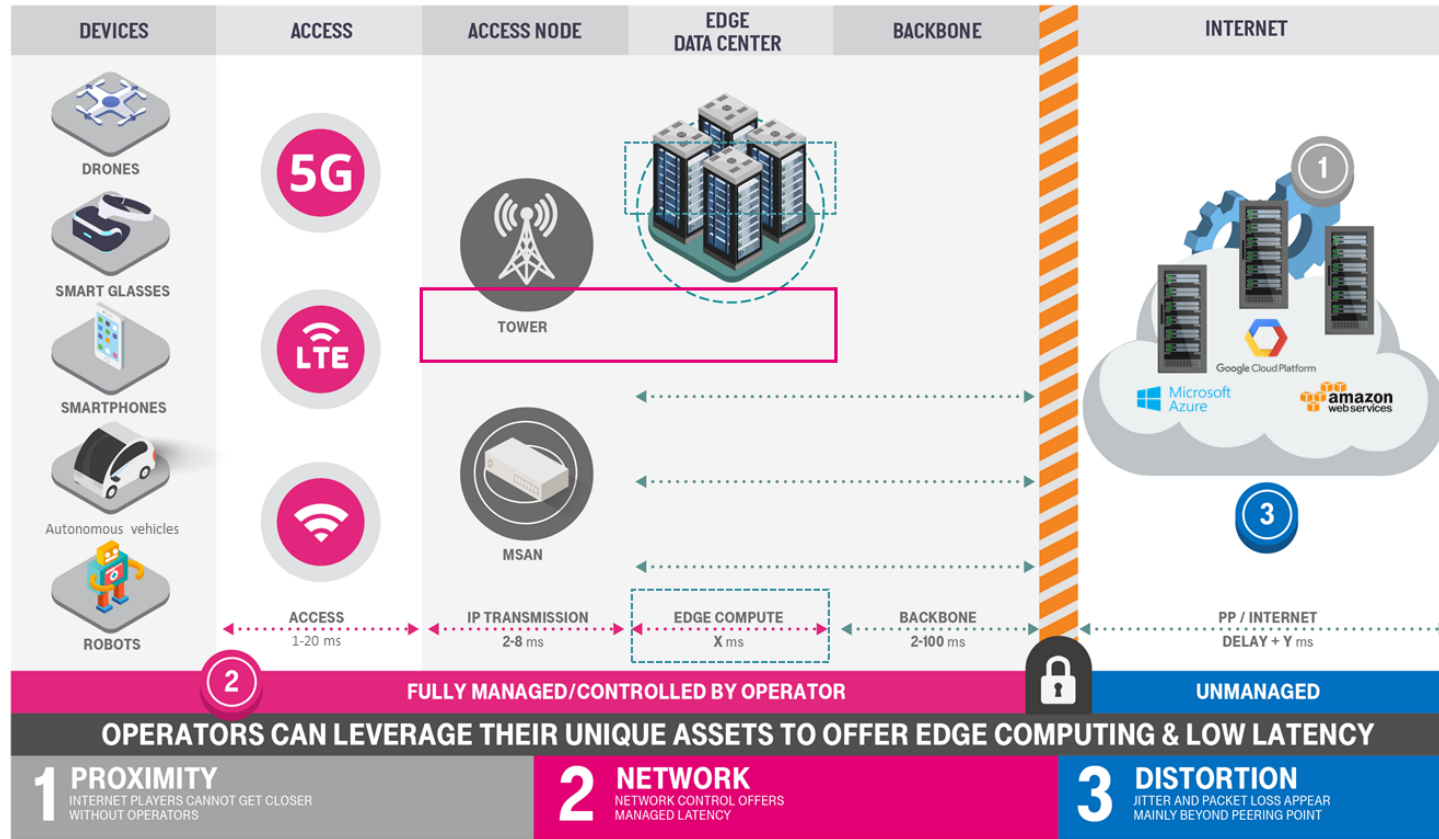 DEVICES
ACCESS
ACCESS NODE
EDGE
DATA CENTER
BACKBONE
INTERNET
DRONES
SMART GLASSES
SMARTPHONES
Autonomous vehicles
ROBOTS
5G
LTE
TOWER
MSAN
1
Google Cloud Platform
Microsoft
Azure
amazon
webservices
3
ACCESS
1-20 ms
IP TRANSMISSION
2-8 ms
EDGE COMPUTE
X ms
BACKBONE
2-100 ms
PP / INTERNET
DELAY + Y ms
2
FULLY MANAGED/CONTROLLED BY OPERATOR
UNMANAGED
OPERATORS CAN LEVERAGE THEIR UNIQUE ASSETS TO OFFER EDGE COMPUTING & LOW LATENCY
1 PROXIMITY
INTERNET PLAYERS CANNOT GET CLOSER
WITHOUT OPERATORS
2 NETWORK
NETWORK CONTROL OFFERS
MANAGED LATENCY
3 DISTORTION
JITTER AND PACKET LOSS APPEAR
MAINLY BEYOND PEERING POINT